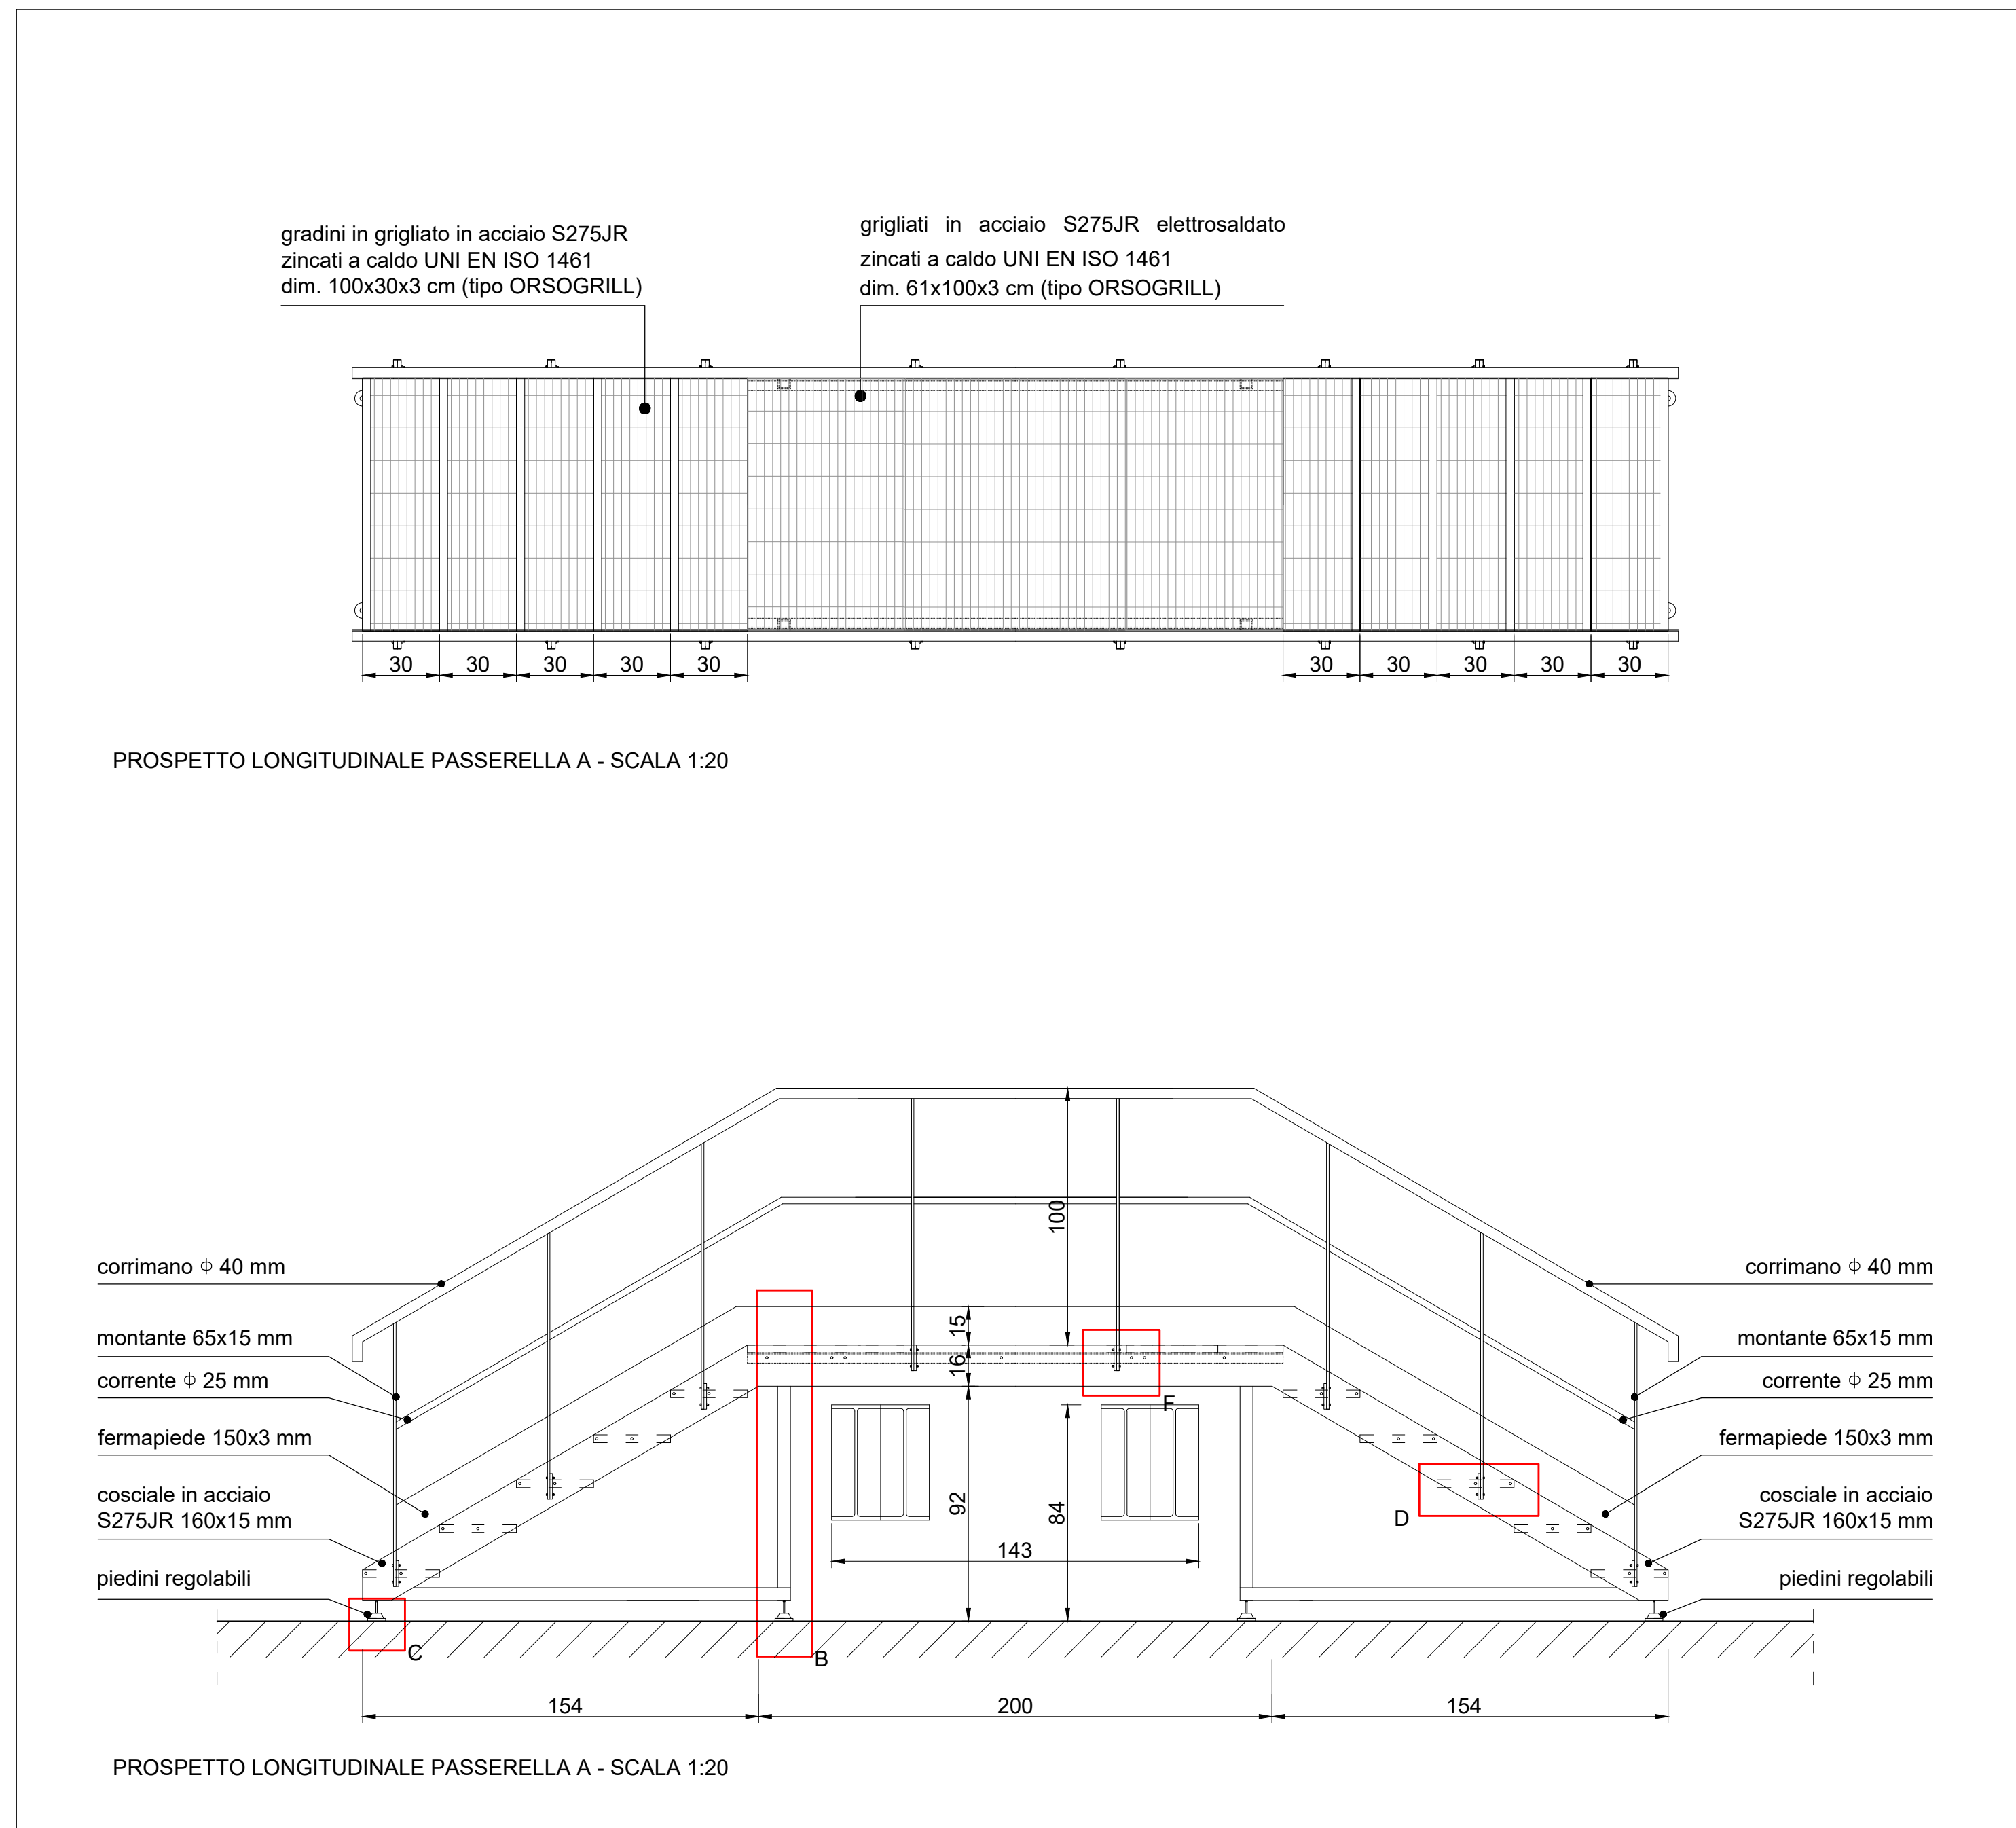 gradini in grigliato in acciaio S275JR
zincati a caldo UNI EN ISO 1461
dim. 100x30x3 cm (tipo ORSOGRILL)
grigliati in acciaio S275JR elettrosaldato
zincati a caldo UNI EN ISO 1461
dim. 61x100x3 cm (tipo ORSOGRILL)
30 30 30 30 30 30 30 30 30 30
PROSPETTO LONGITUDINALE PASSERELLA A - SCALA 1:20
corrimano ϕ 40 mm
montante 65x15 mm
corrente ϕ 25 mm
fermapiede 150x3 mm
cosciale in acciaio
S275JR 160x15 mm
piedini regolabili
100
15
16
92
84
143
F
D
C
B
corrimano ϕ 40 mm
montante 65x15 mm
corrente ϕ 25 mm
fermapiede 150x3 mm
cosciale in acciaio
S275JR 160x15 mm
piedini regolabili
154 200 154
PROSPETTO LONGITUDINALE PASSERELLA A - SCALA 1:20